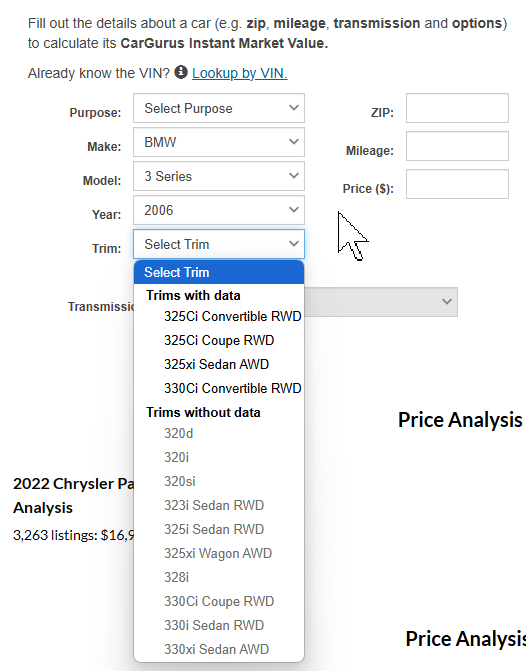 Fill out the details about a car (e.g. zip, mileage, transmission and options)
to calculate its CarGurus Instant Market Value.
Already know the VIN? Lookup by VIN.
Purpose: Select Purpose ZIP:
Make: BMW Mileage:
Model: 3 Series Price ($):
Year: 2006
Trim: Select Trim
Select Trim
Trims with data
Transmissi
325Ci Convertible RWD
325Ci Coupe RWD
325xi Sedan AWD
330Ci Convertible RWD
Trims without data
Price Analysis
320d
320i
320si
2022 Chrysler Pa
Analysis
323i Sedan RWD
325i Sedan RWD
3,263 listings: $16,9
325xi Wagon AWD
328i
330Ci Coupe RWD
330i Sedan RWD
Price Analysis
330xi Sedan AWD